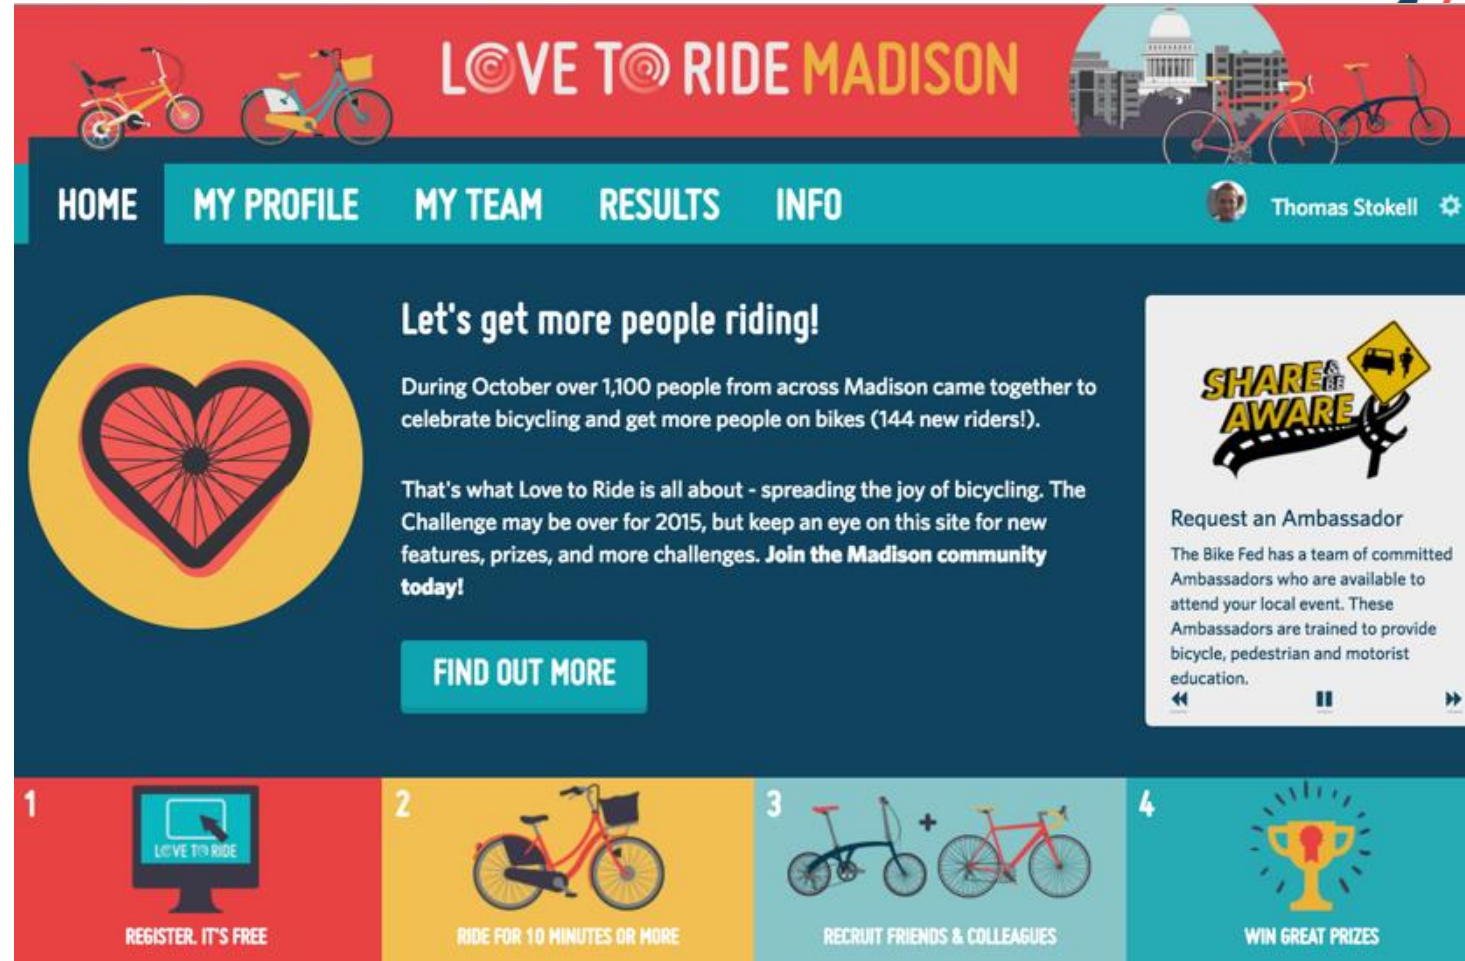 LOVE TO RIDE MADISON
HOME MY PROFILE MY TEAM RESULTS INFO Thomas Stokell
Let's get more people riding!
During October over 1,100 people from across Madison came together to
celebrate bicycling and get more people on bikes (144 new riders!).
That's what Love to Ride is all about - spreading the joy of bicycling. The
Challenge may be over for 2015, but keep an eye on this site for new
features, prizes, and more challenges. Join the Madison community
today!
FIND OUT MORE
SHARE & BE
AWARE
Request an Ambassador
The Bike Fed has a team of committed
Ambassadors who are available to
attend your local event. These
Ambassadors are trained to provide
bicycle, pedestrian and motorist
education.
1
LOVE TO RIDE
REGISTER. IT'S FREE
2
RIDE FOR 10 MINUTES OR MORE
3
+
RECRUIT FRIENDS & COLLEAGUES
4
WIN GREAT PRIZES